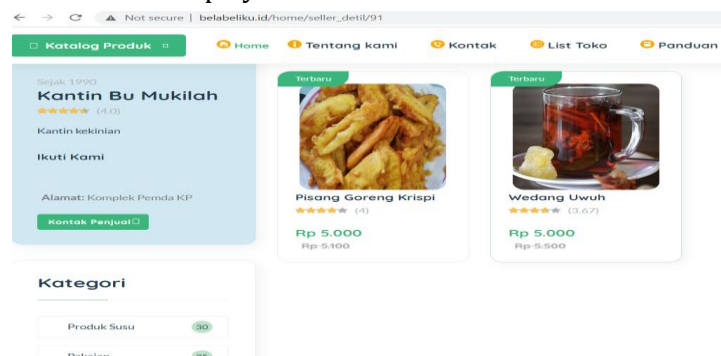 Not secure | belabeliku.id/home/seller_detil/91
Katalog Produk
Home
Tentang kami
Kontak
List Toko
Panduan
Sejak 1990
Kantin Bu Mukilah
(4.0)
Kantin kekinian
Ikuti Kami
Alamat: Komplek Pemda KP
Kontak Penjual
Kategori
Produk Susu 30
Terbaru
Pisang Goreng Krispi
(4)
Rp 5.000
Rp 5.100
Terbaru
Wedang Uwuh
(3.67)
Rp 5.000
Rp 5.500